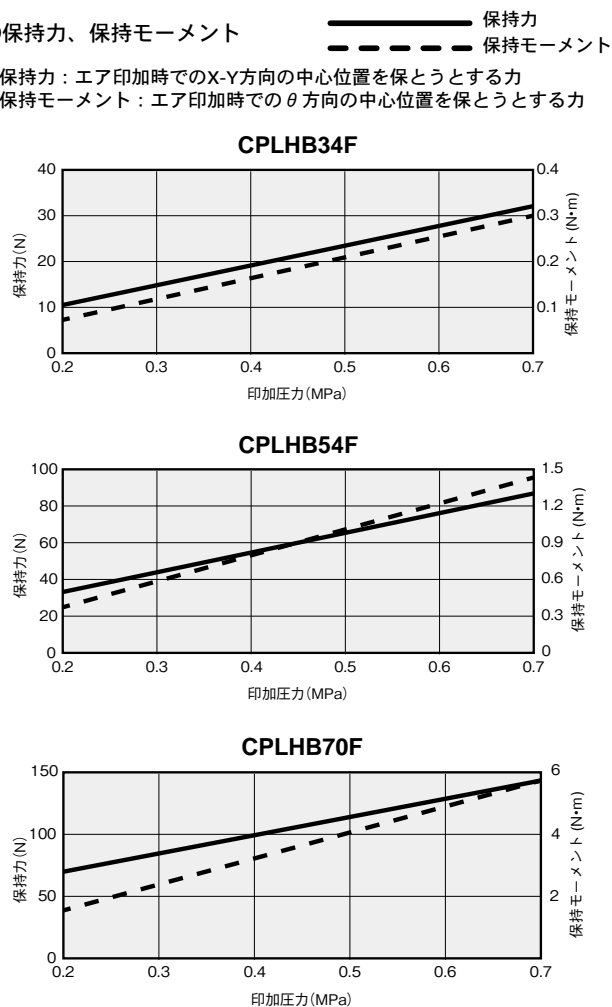 保持力、保持モーメント
保持力
保持モーメント
保持力：エア印加時でのX-Y方向の中心位置を保とうとする力
保持モーメント：エア印加時でのθ方向の中心位置を保とうとする力
CPLHB34F
40
30
20
10
0
保持力(N)
0.4
0.3
0.2
0.1
保持モーメント(N•m)
0.2 0.3 0.4 0.5 0.6 0.7
印加圧力(MPa)
CPLHB54F
100
80
60
40
20
0
保持力(N)
1.5
1.2
0.9
0.6
0.3
0
保持モーメント(N•m)
0.2 0.3 0.4 0.5 0.6 0.7
印加圧力(MPa)
CPLHB70F
150
100
50
0
保持力(N)
6
4
2
保持モーメント(N•m)
0.2 0.3 0.4 0.5 0.6 0.7
印加圧力(MPa)